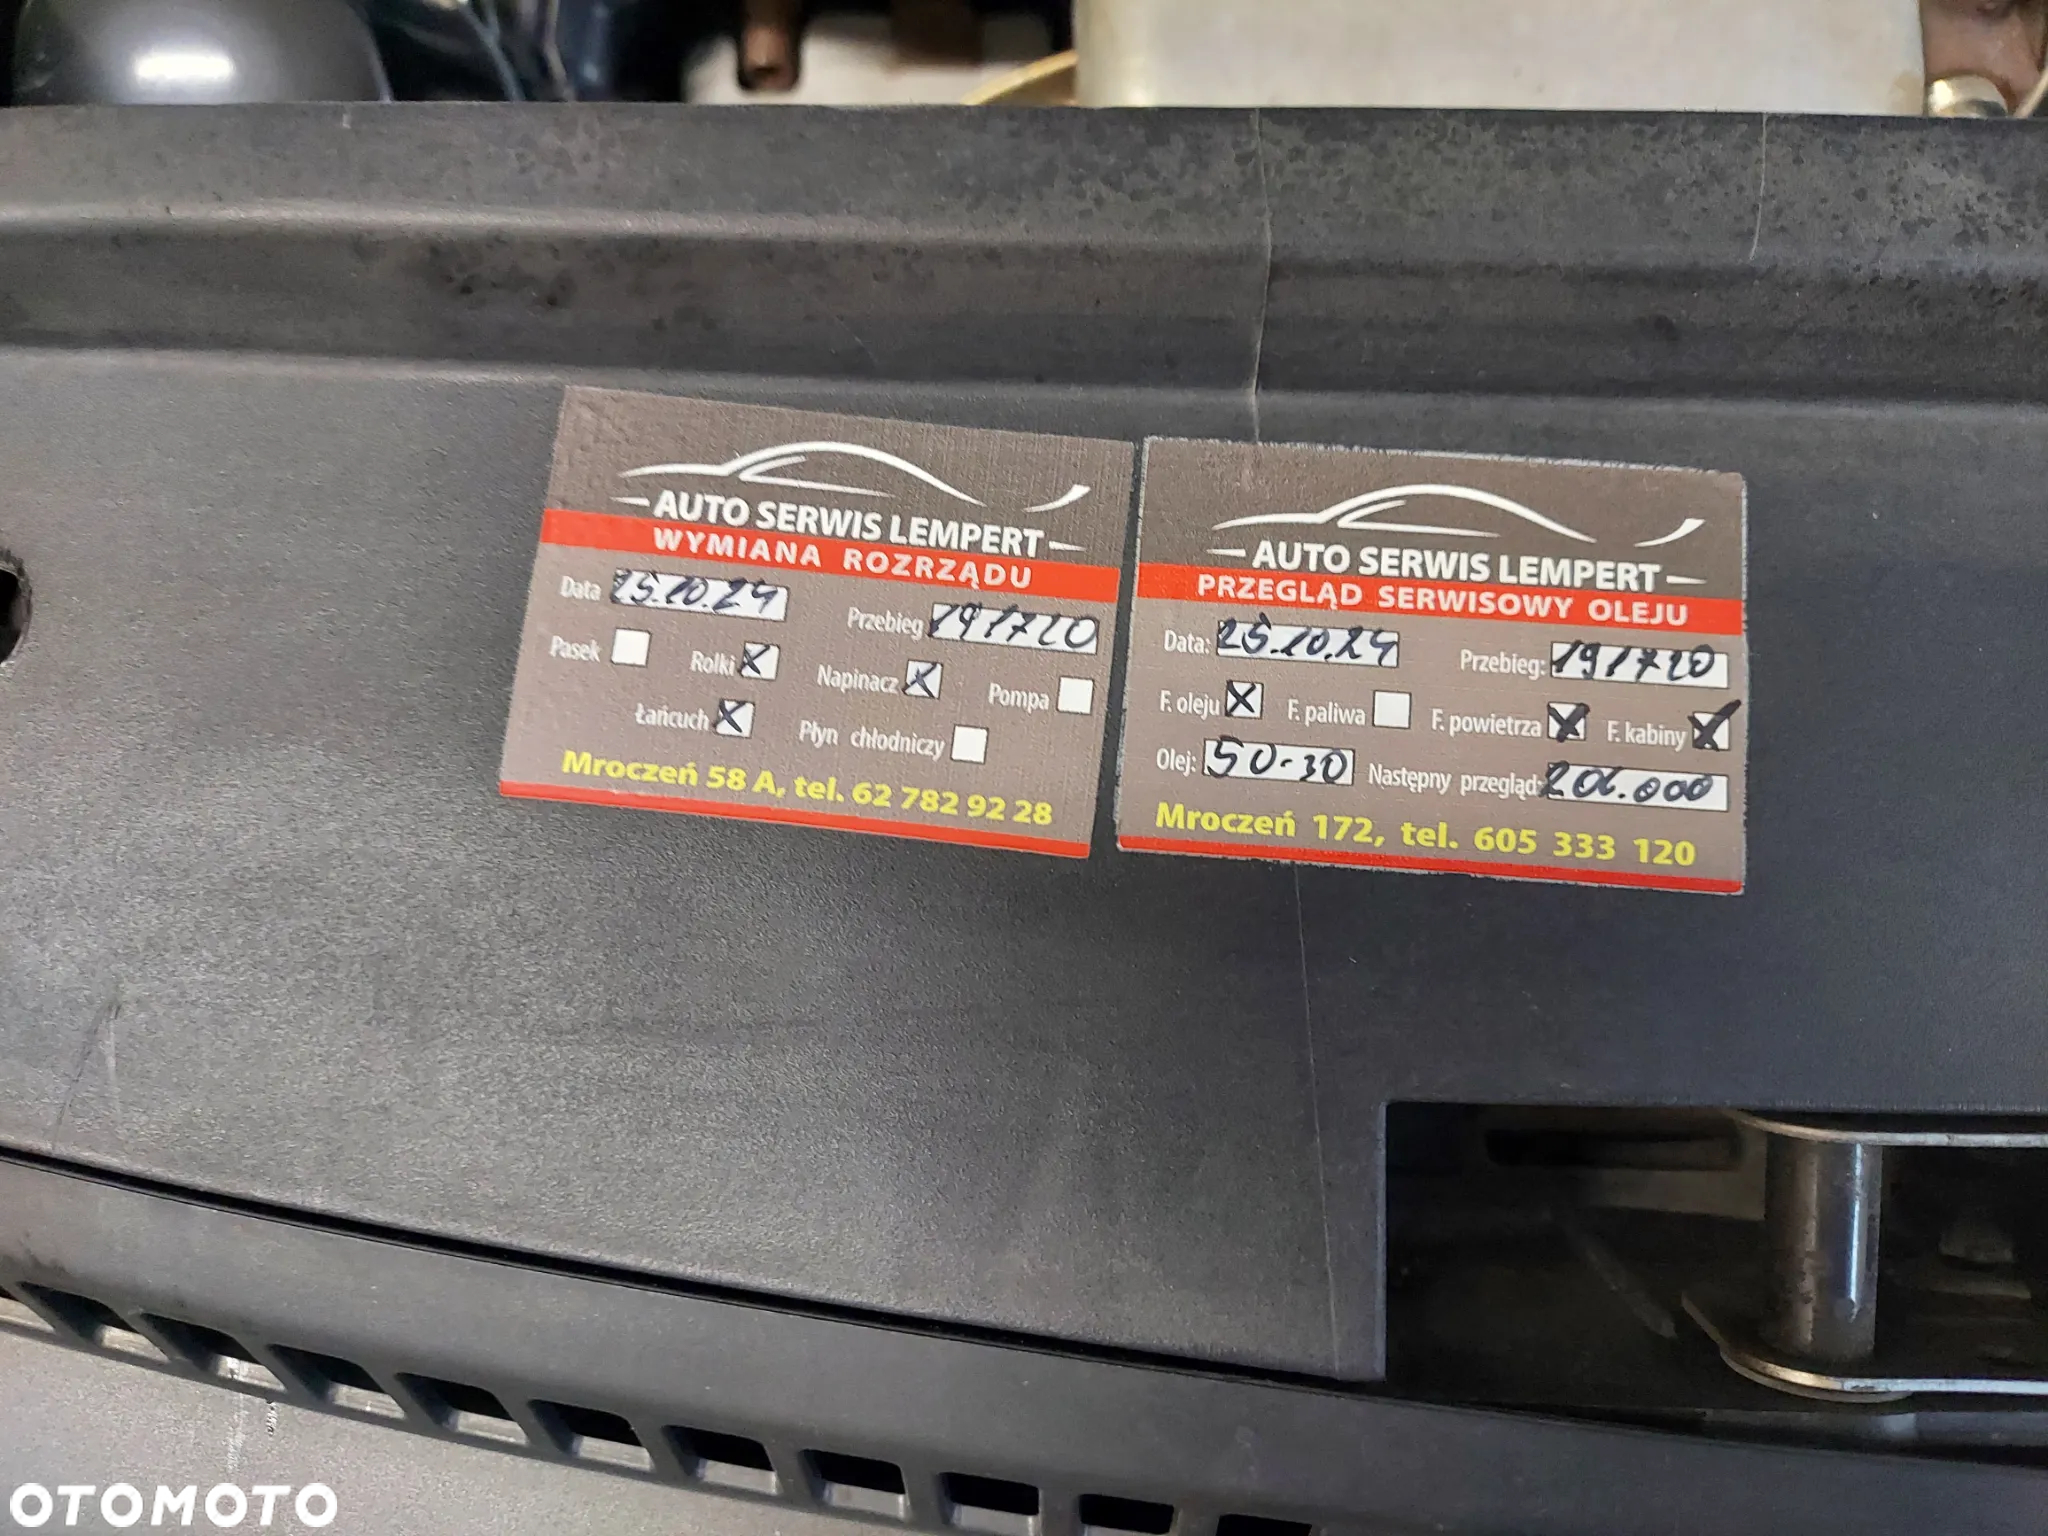 AUTO SERWIS LEMPERT
WYMIANA ROZRZĄDU
Data 25.10.24 Przebieg 191720
Pasek Rolki X Napinacz X Pompa
Łańcuch X Płyn chłodniczy
Mroczeń 58 A, tel. 62 782 92 28
AUTO SERWIS LEMPERT
PRZEGLĄD SERWISOWY OLEJU
Data: 25.10.24 Przebieg: 191720
F. oleju X F. paliwa F. powietrza X F. kabiny X
Olej: 50-30 Następny przegląd: 206.000
Mroczeń 172, tel. 605 333 120
OTOMOTO